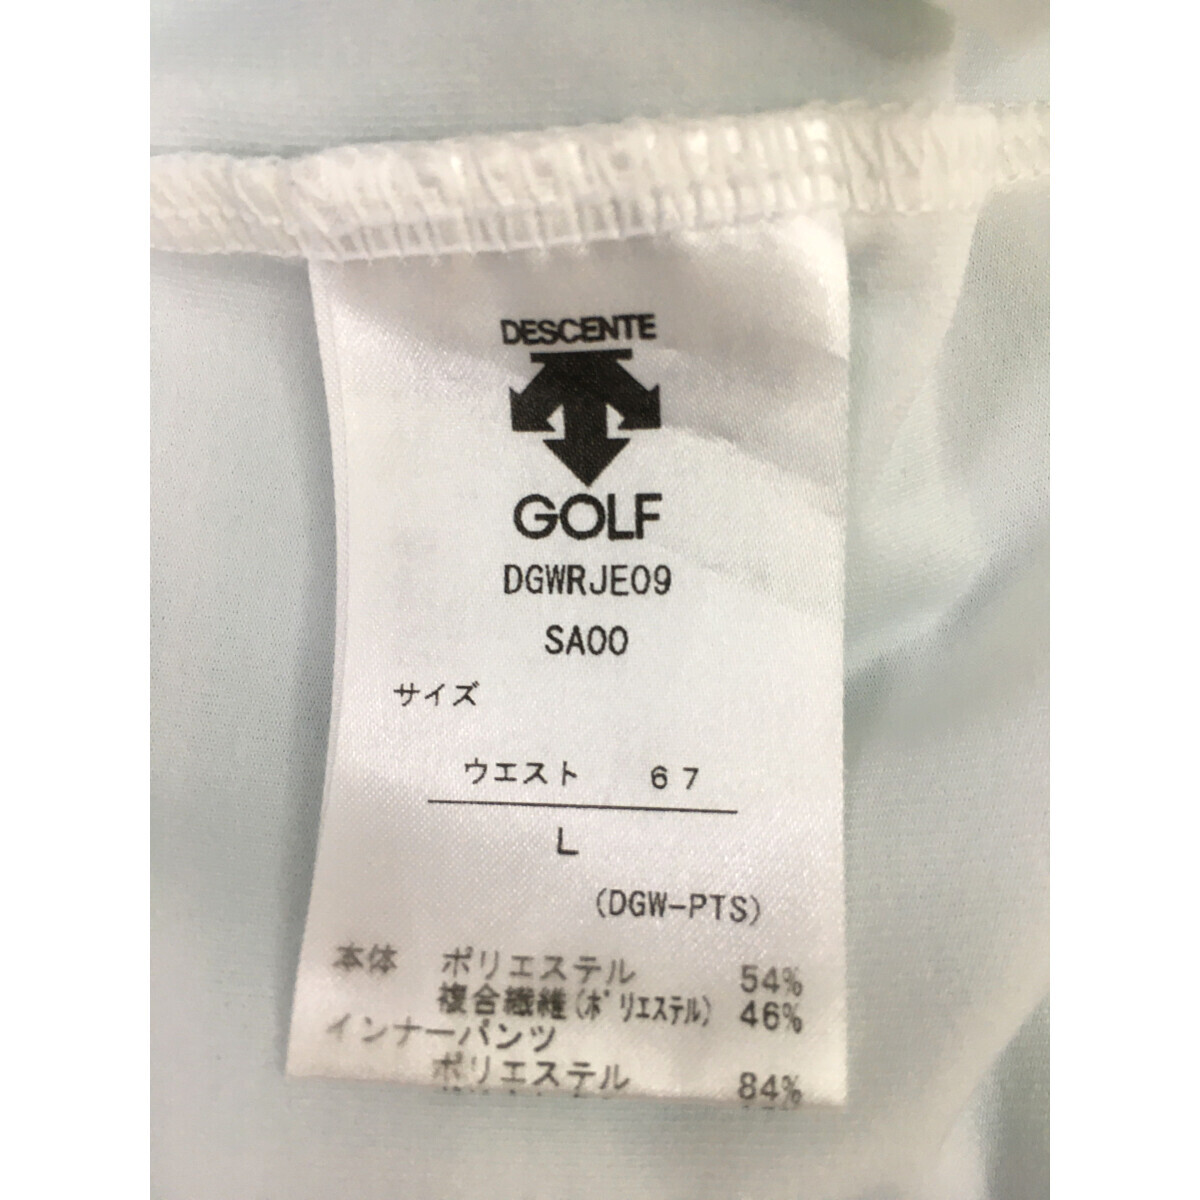 DESCENTE
GOLF
DGWRJE09
SA00
サイズ
ウエスト 67
L
(DGW-PTS)
本体 ポリエステル 54%
複合繊維(ポリエステル) 46%
インナーパンツ
ポリエステル 84%